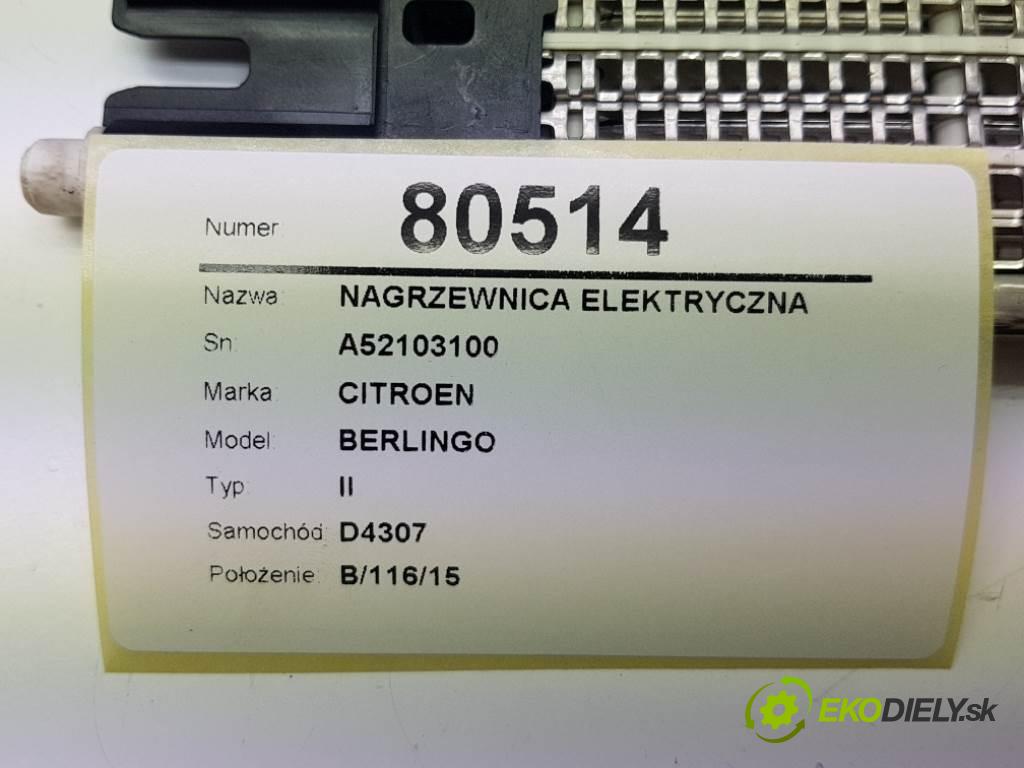 Numer: 80514
Nazwa: NAGRZEWNICA ELEKTRYCZNA
Sn: A52103100
Marka: CITROEN
Model: BERLINGO
Typ: II
Samochód: D4307
Położenie: B/116/15
EKODIELY.sk